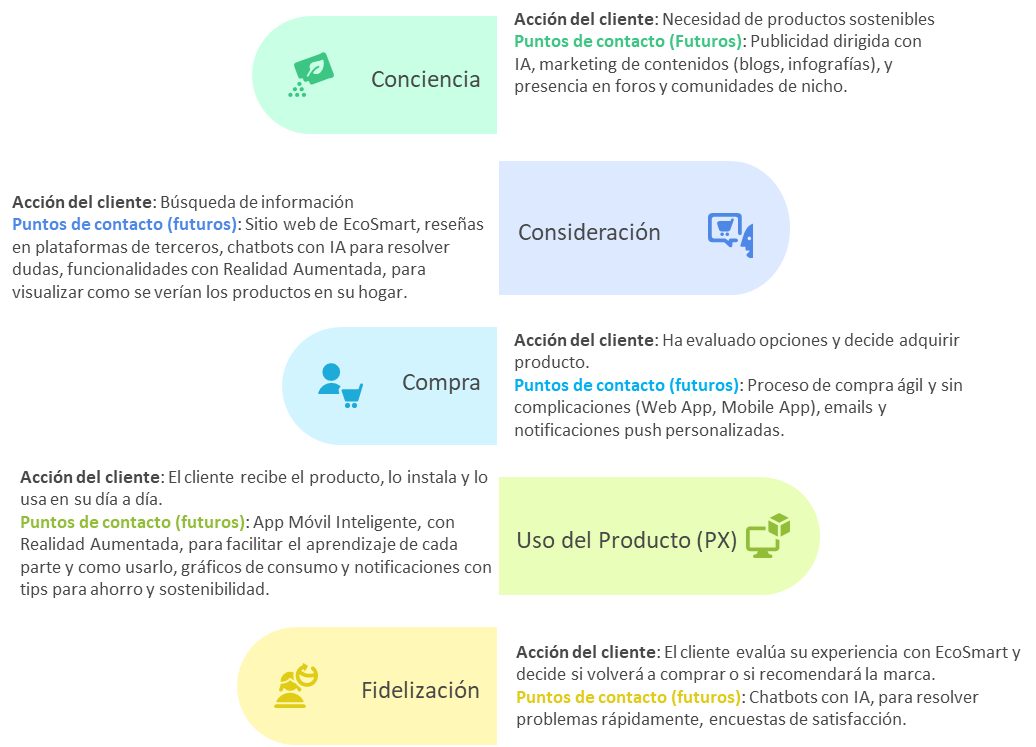 Conciencia
Acción del cliente: Necesidad de productos sostenibles
Puntos de contacto (Futuros): Publicidad dirigida con
IA, marketing de contenidos (blogs, infografías), y
presencia en foros y comunidades de nicho.
Acción del cliente: Búsqueda de información
Puntos de contacto (futuros): Sitio web de EcoSmart, reseñas
en plataformas de terceros, chatbots con IA para resolver
dudas, funcionalidades con Realidad Aumentada, para
visualizar como se verían los productos en su hogar.
Consideración
Compra
Acción del cliente: Ha evaluado opciones y decide adquirir
producto.
Puntos de contacto (futuros): Proceso de compra ágil y sin
complicaciones (Web App, Mobile App), emails y
notificaciones push personalizadas.
Acción del cliente: El cliente recibe el producto, lo instala y lo
usa en su día a día.
Puntos de contacto (futuros): App Móvil Inteligente, con
Realidad Aumentada, para facilitar el aprendizaje de cada
parte y como usarlo, gráficos de consumo y notificaciones con
tips para ahorro y sostenibilidad.
Uso del Producto (PX)
Fidelización
Acción del cliente: El cliente evalúa su experiencia con EcoSmart y
decide si volverá a comprar o si recomendará la marca.
Puntos de contacto (futuros): Chatbots con IA, para resolver
problemas rápidamente, encuestas de satisfacción.